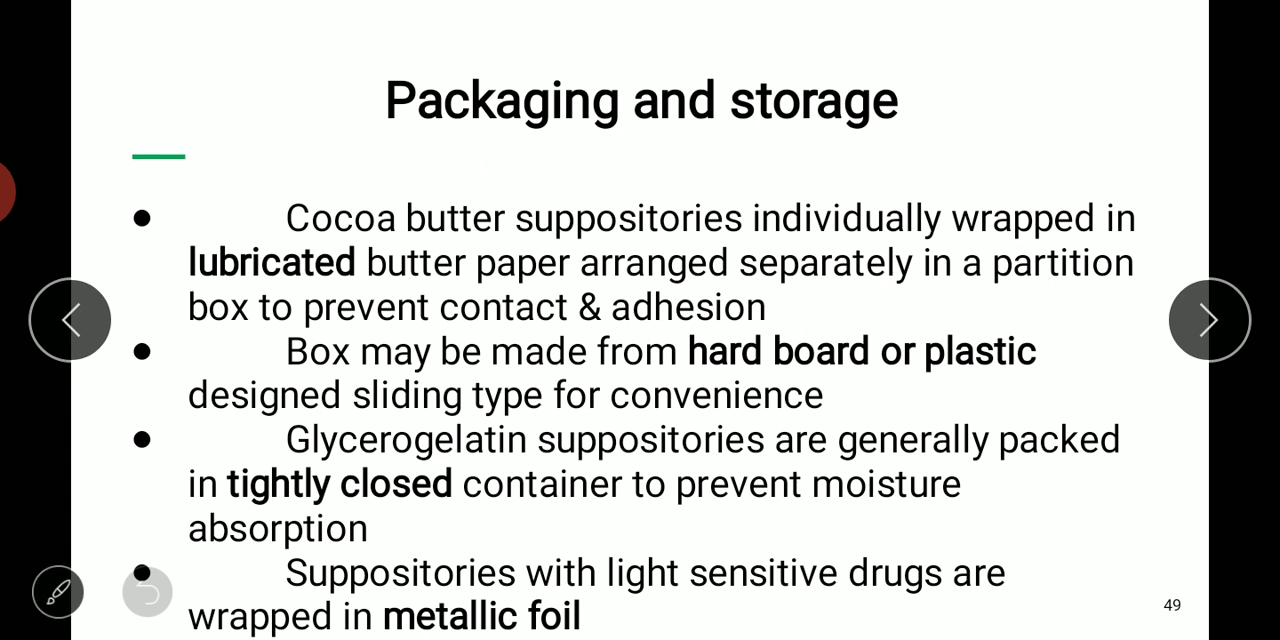 Packaging and storage
● Cocoa butter suppositories individually wrapped in
lubricated butter paper arranged separately in a partition
box to prevent contact & adhesion
● Box may be made from hard board or plastic
designed sliding type for convenience
● Glycerogelatin suppositories are generally packed
in tightly closed container to prevent moisture
absorption
● Suppositories with light sensitive drugs are
wrapped in metallic foil
49